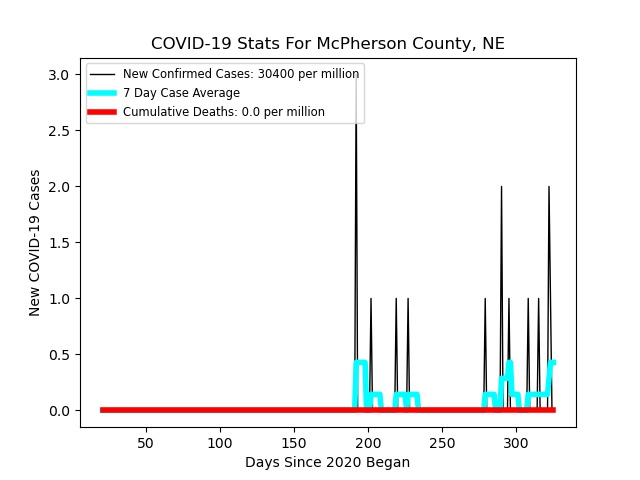 COVID-19 Stats For McPherson County, NE
New Confirmed Cases: 30400 per million
7 Day Case Average
Cumulative Deaths: 0.0 per million
New COVID-19 Cases
3.0
2.5
2.0
1.5
1.0
0.5
0.0
50 100 150 200 250 300
Days Since 2020 Began